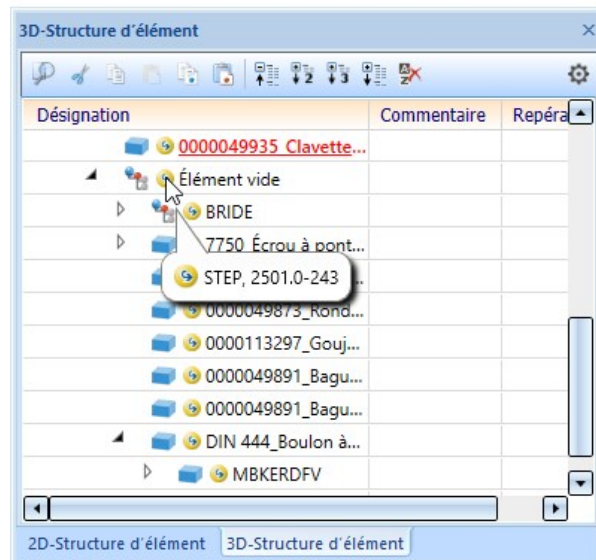 3D-Structure d'élément
Désignation Commentaire Repéra
0000049935_Clavette...
Élément vide
BRIDE
7750_Écrou à pont...
STEP, 2501.0-243
0000049873_Rond...
0000113297_Gouj...
0000049891_Bagu...
0000049891_Bagu...
DIN 444_Boulon à...
MBKERDFV
2D-Structure d'élément 3D-Structure d'élément